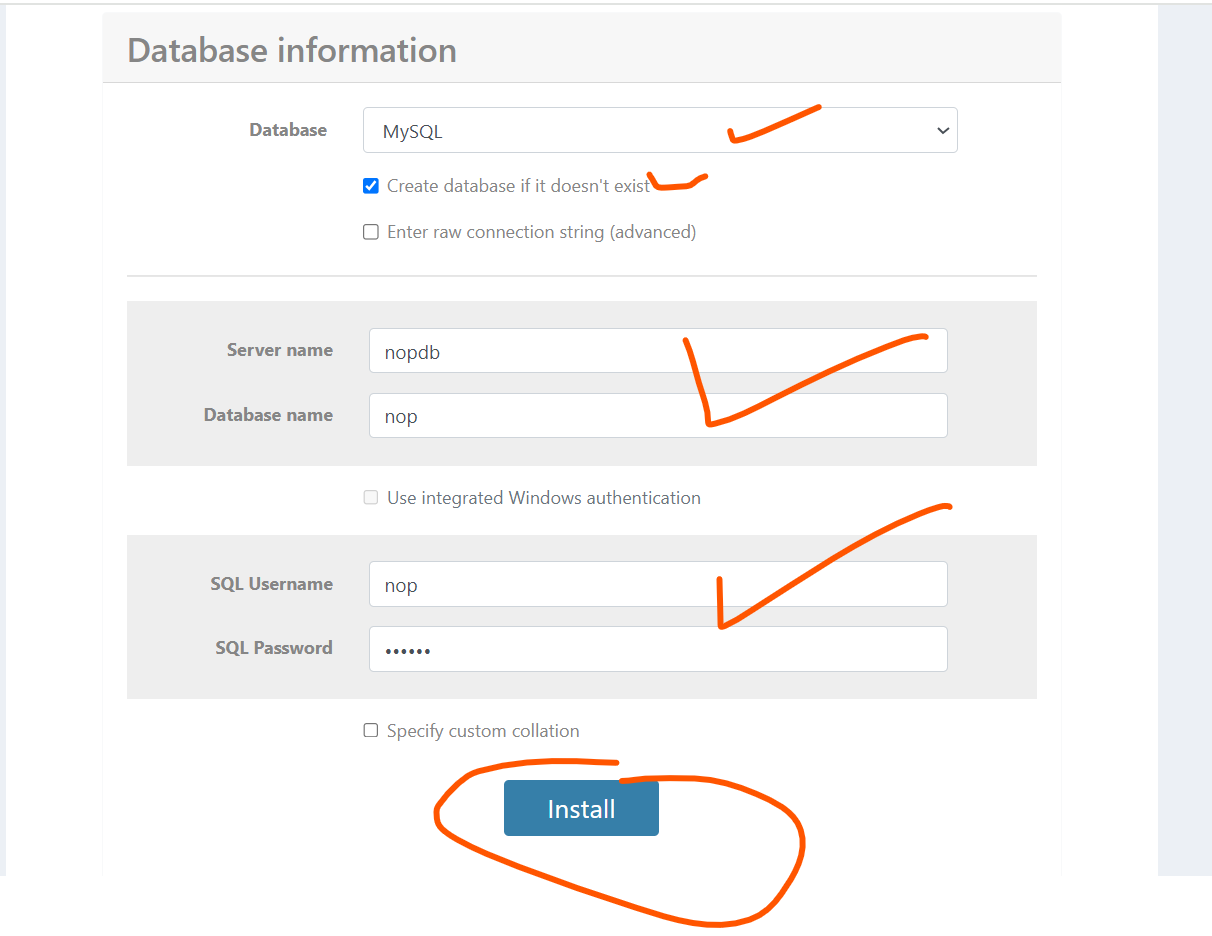 Database information
Database
MySQL
Create database if it doesn't exist
Enter raw connection string (advanced)
Server name
nopdb
Database name
nop
Use integrated Windows authentication
SQL Username
nop
SQL Password
••••••
Specify custom collation
Install